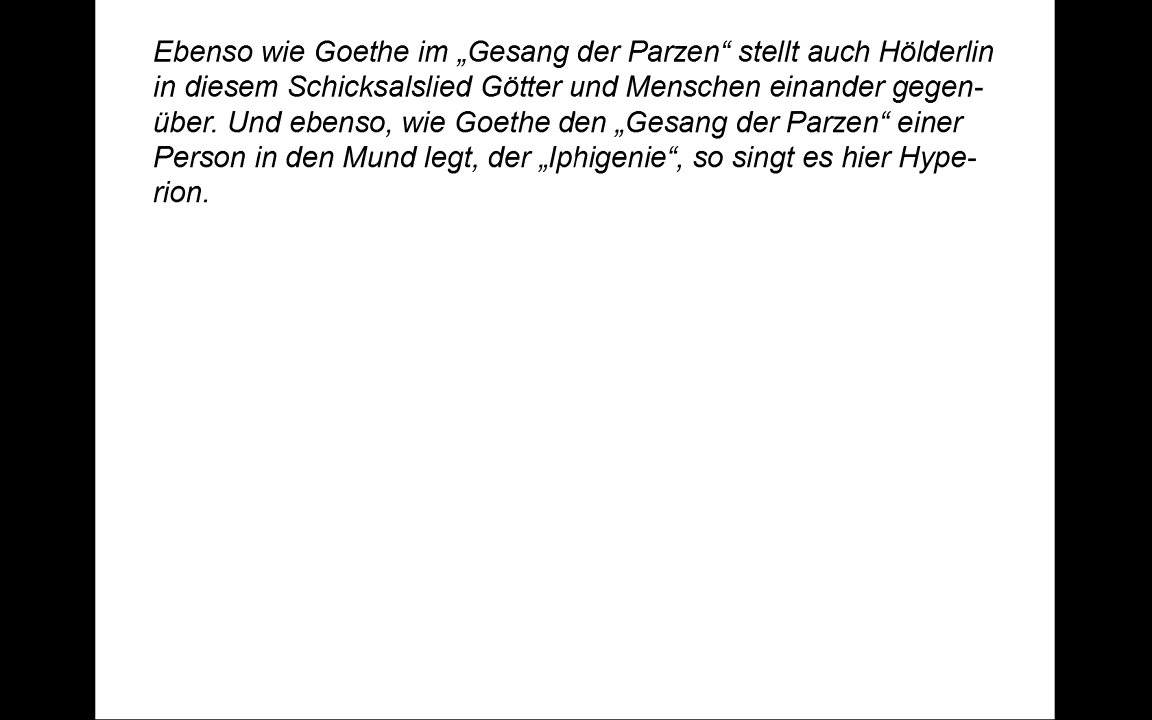 Ebenso wie Goethe im „Gesang der Parzen“ stellt auch Hölderlin
in diesem Schicksalslied Götter und Menschen einander gegen-
über. Und ebenso, wie Goethe den „Gesang der Parzen“ einer
Person in den Mund legt, der „Iphigenie“, so singt es hier Hype-
rion.